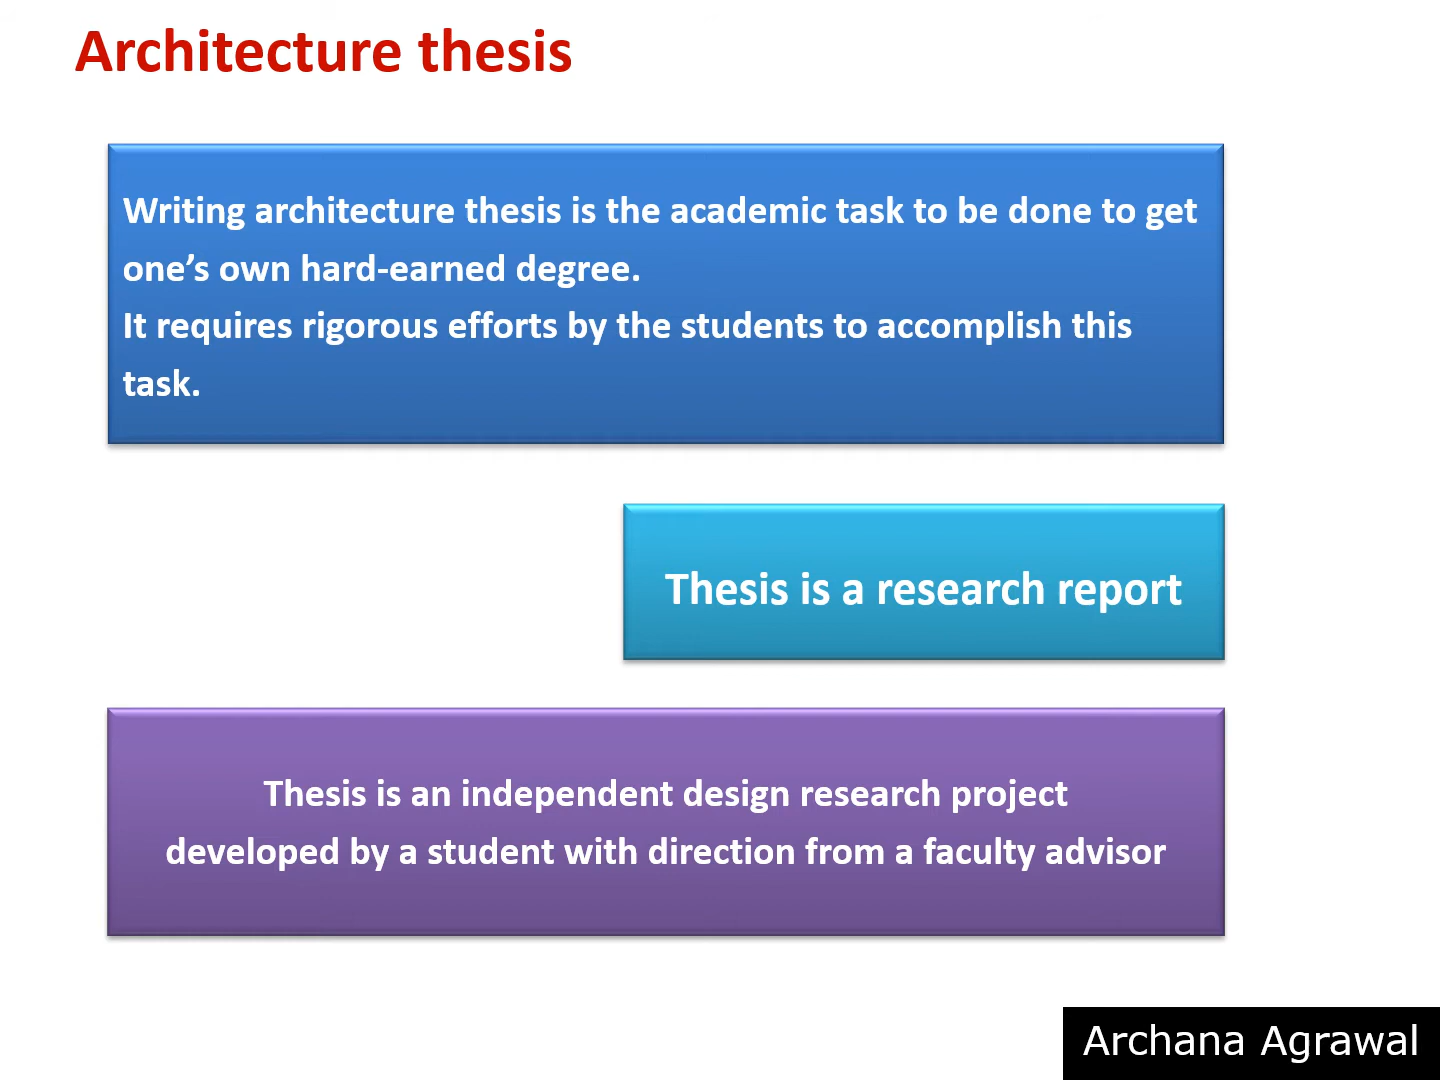 Architecture thesis
Writing architecture thesis is the academic task to be done to get
one’s own hard-earned degree.
It requires rigorous efforts by the students to accomplish this
task.
Thesis is a research report
Thesis is an independent design research project
developed by a student with direction from a faculty advisor
Archana Agrawal